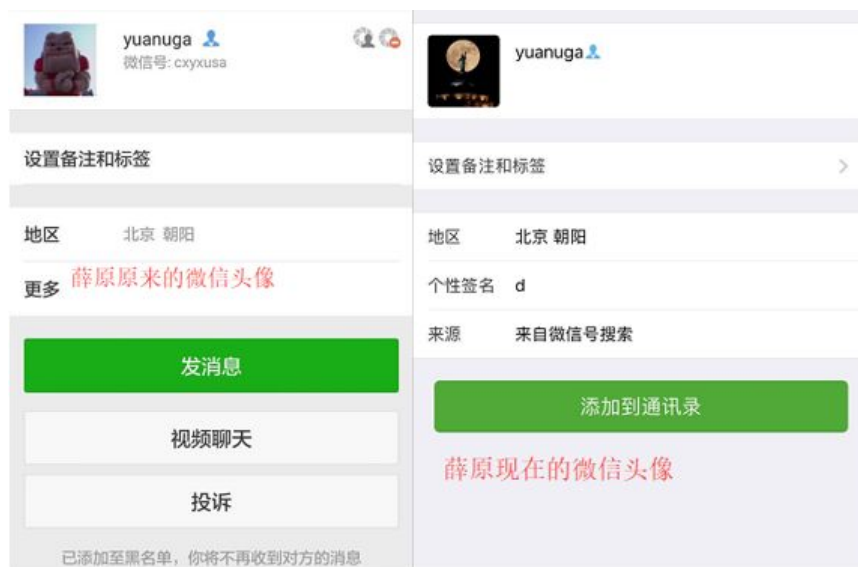 yuanuga
微信号: cxyxusa
设置备注和标签
地区 北京 朝阳
更多
薛原原来的微信头像
发消息
视频聊天
投诉
已添加至黑名单，你将不再收到对方的消息
yuanuga
设置备注和标签
地区 北京 朝阳
个性签名 d
来源 来自微信号搜索
添加到通讯录
薛原现在的微信头像